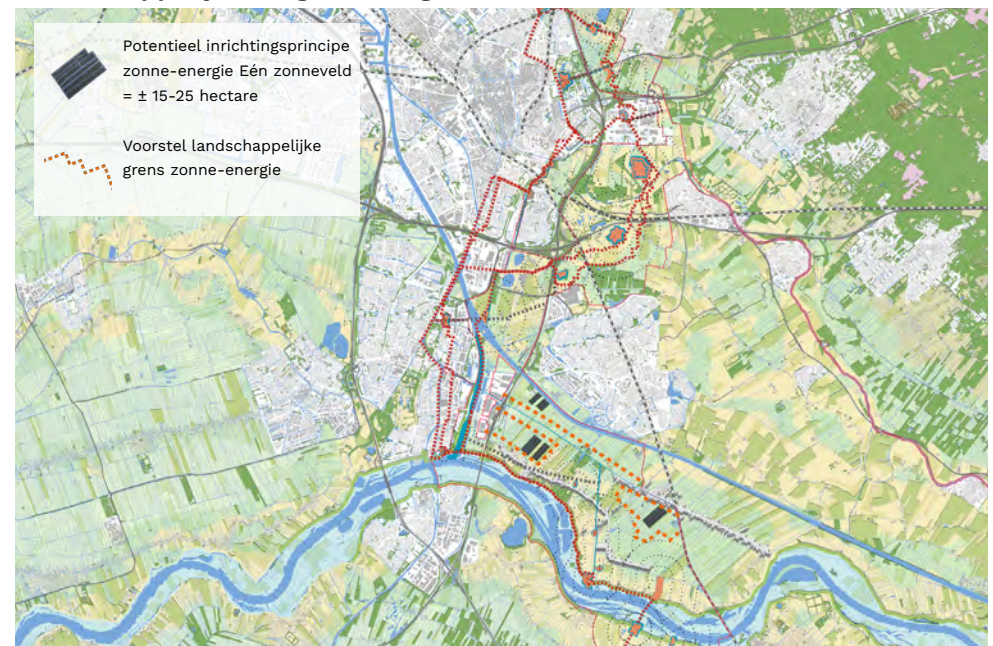 Potentieel inrichtingsprincipe
zonne-energie Eén zonneveld
= ± 15-25 hectare
Voorstel landschappelijke
grens zonne-energie